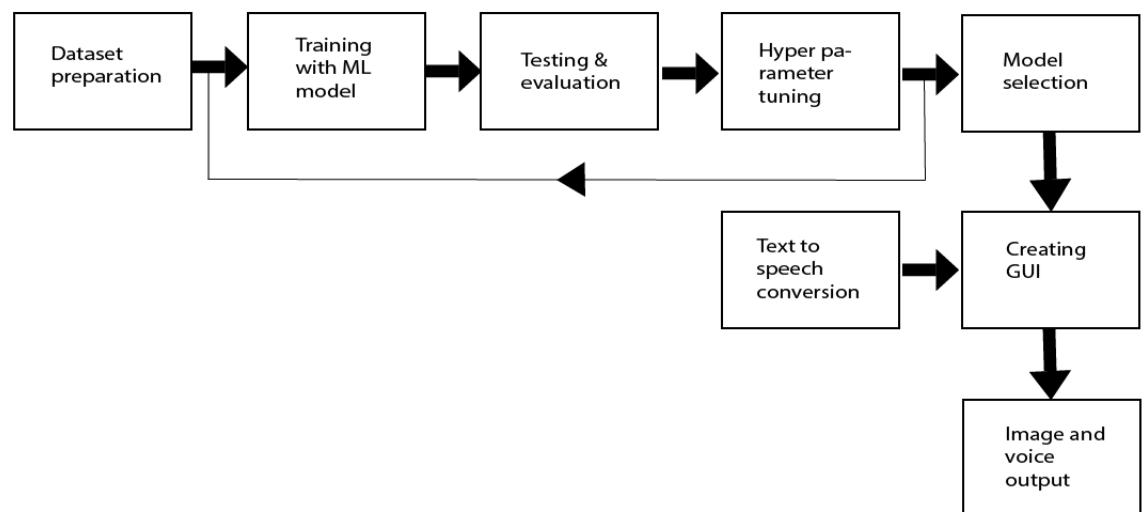 Dataset
preparation
Training
with ML
model
Testing &
evaluation
Hyper pa-
rameter
tuning
Model
selection
Text to
speech
conversion
Creating
GUI
Image and
voice
output